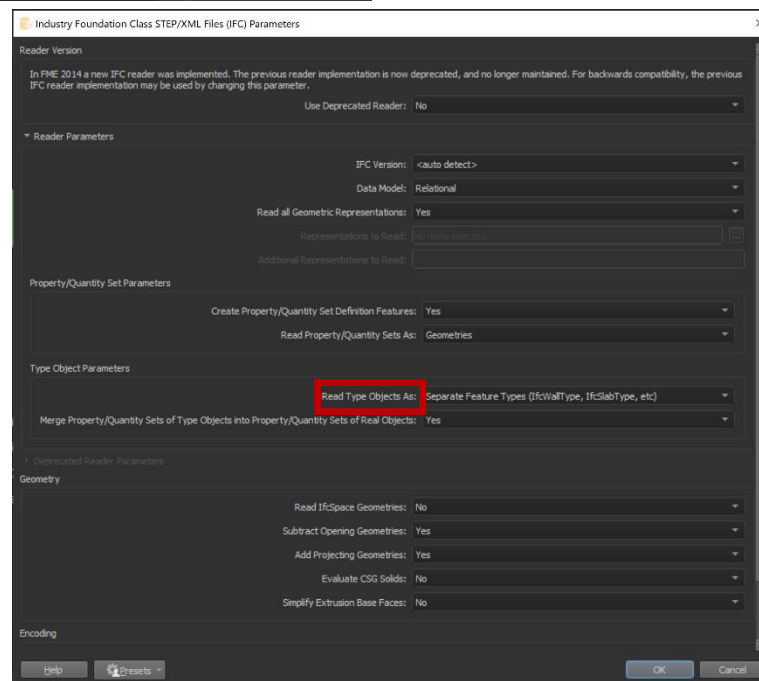 Industry Foundation Class STEP/XML Files (IFC) Parameters
Reader Version
In FME 2014 a new IFC reader was implemented. The previous reader implementation is now deprecated, and no longer maintained. For backwards compatibility, the previous
IFC reader implementation may be used by changing this parameter.
Use Deprecated Reader: No
Reader Parameters
IFC Version: <auto detect>
Data Model: Relational
Read all Geometric Representations: Yes
Representations to Read: No items selected.
Additional Representations to Read:
Property/Quantity Set Parameters
Create Property/Quantity Set Definition Features: Yes
Read Property/Quantity Sets As: Geometries
Type Object Parameters
Read Type Objects As: Separate Feature Types (IfcWallType, IfcSlabType, etc)
Merge Property/Quantity Sets of Type Objects into Property/Quantity Sets of Real Objects: Yes
Deprecated Reader Parameters
Geometry
Read IfcSpace Geometries: No
Subtract Opening Geometries: Yes
Add Projecting Geometries: Yes
Evaluate CSG Solids: No
Simplify Extrusion Base Faces: No
Encoding
Help Presets OK Cancel